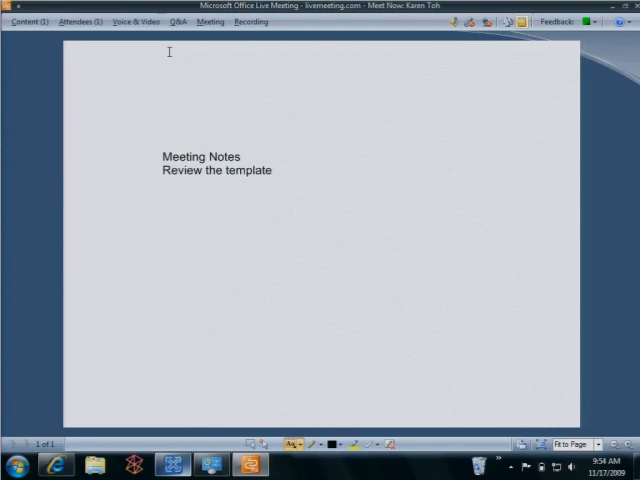 Microsoft Office Live Meeting - livemeeting.com - Meet Now: Karen Toh
Content (1) Attendees (1) Voice & Video Q&A Meeting Recording Feedback:
Meeting Notes
Review the template
1 of 1 Aa Fit to Page
9:54 AM
11/17/2009